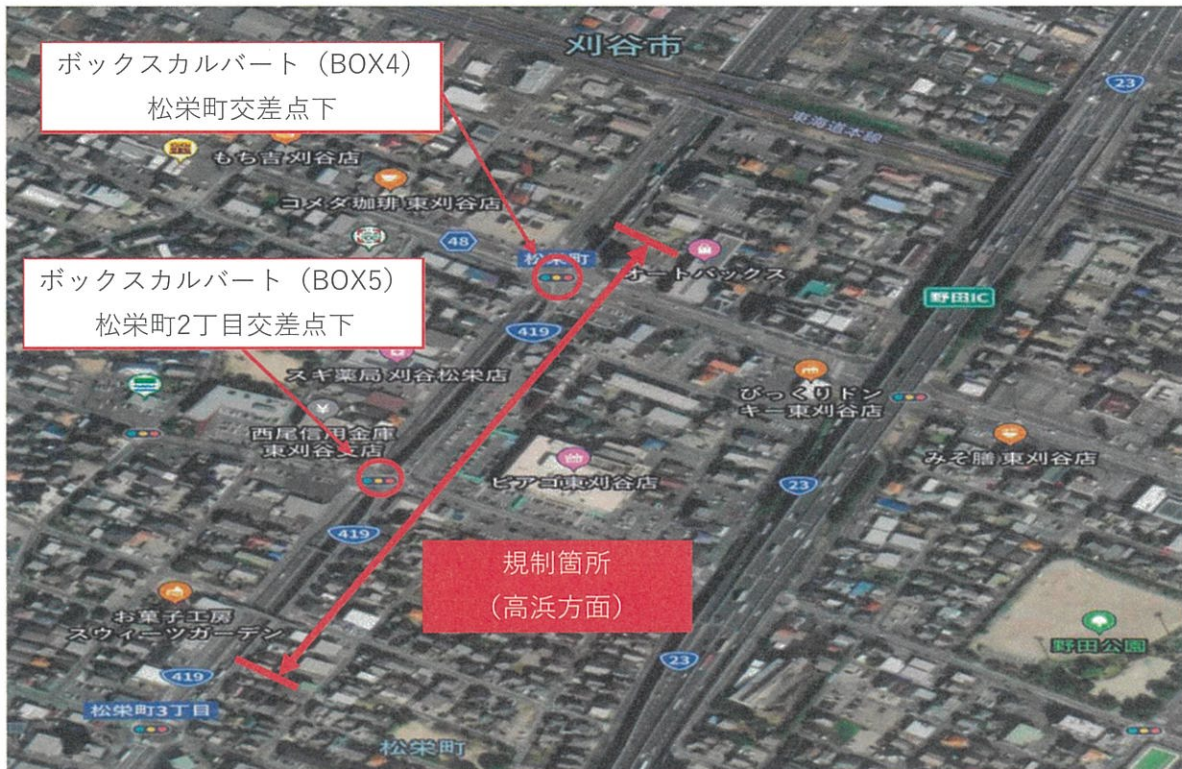 刈谷市
ボックスカルバート（BOX4）
松栄町交差点下
23
東海道本線
もち吉 刈谷店
コメダ珈琲 東刈谷店
48
松栄町
オートバックス
ボックスカルバート（BOX5）
松栄町2丁目交差点下
野田IC
419
スギ薬局 刈谷松栄店
びっくりドン
キー東刈谷店
¥
西尾信用金庫
東刈谷支店
ピアゴ東刈谷店
みそ膳 東刈谷店
23
419
規制箇所
（高浜方面）
お菓子工房
スウィーツガーデン
野田公園
23
419
松栄町3丁目
松栄町